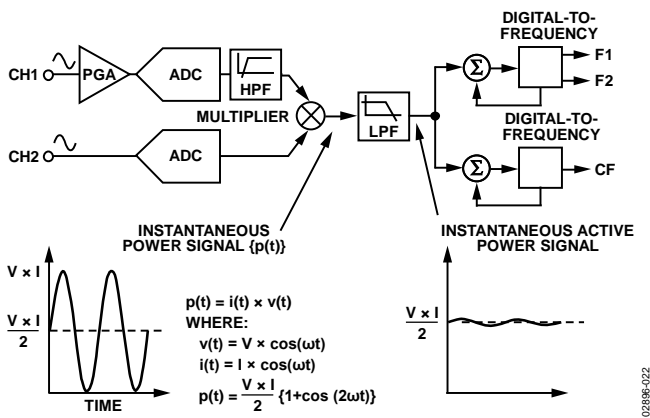 DIGITAL-TO-
FREQUENCY
CH1
PGA
ADC
HPF
Σ
F1
F2
MULTIPLIER
LPF
DIGITAL-TO-
FREQUENCY
CH2
ADC
Σ
CF
INSTANTANEOUS
POWER SIGNAL {p(t)}
INSTANTANEOUS ACTIVE
POWER SIGNAL
V × I
V × I
2
TIME
p(t) = i(t) × v(t)
WHERE:
v(t) = V × cos(ωt)
i(t) = I × cos(ωt)
p(t) = V × I / 2 {1+cos (2ωt)}
V × I
2
02896-022